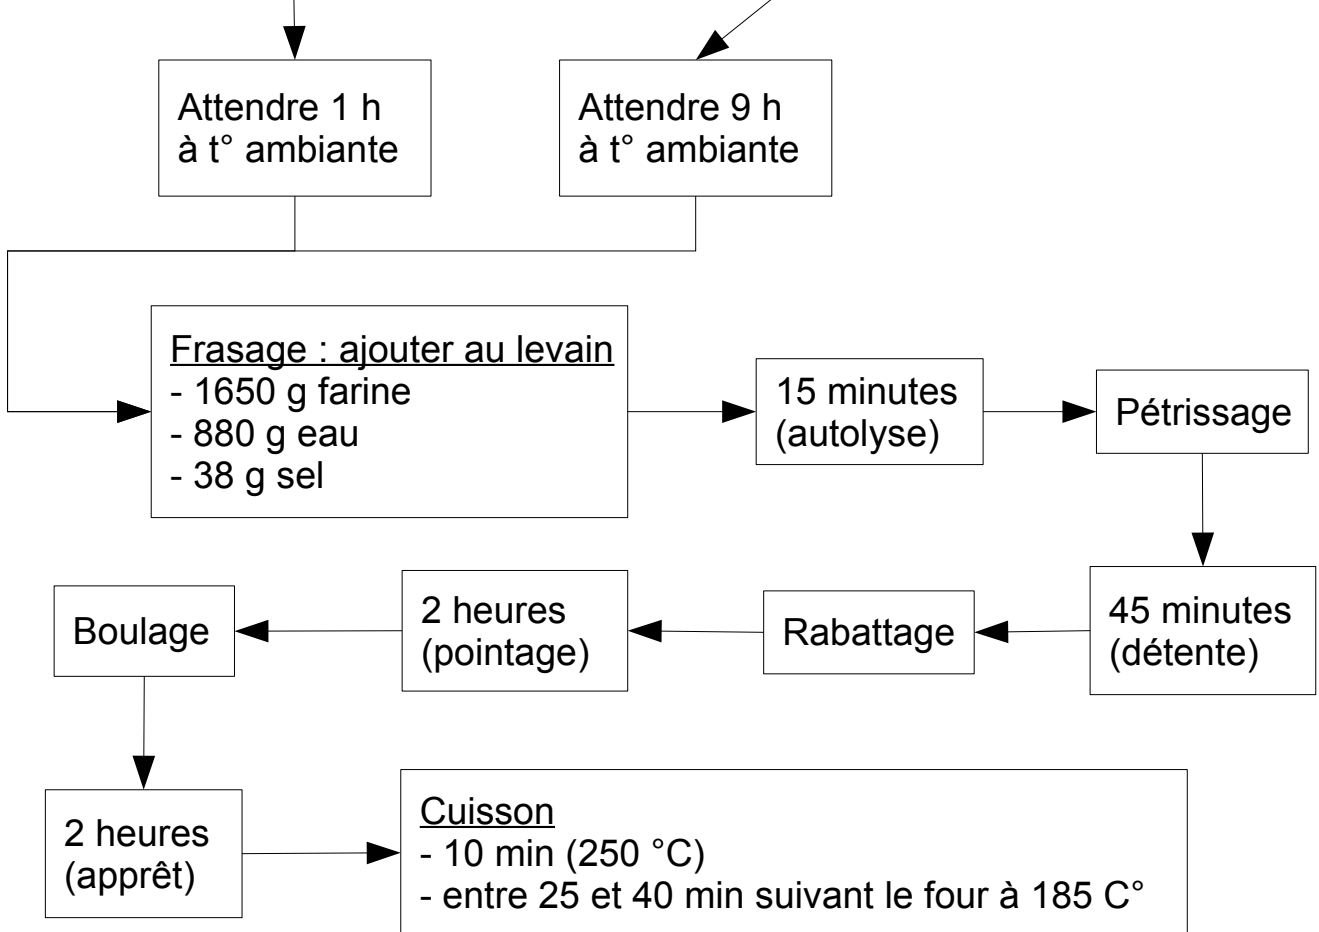 Attendre 1 h
à t° ambiante
Attendre 9 h
à t° ambiante
Frasage : ajouter au levain
- 1650 g farine
- 880 g eau
- 38 g sel
15 minutes
(autolyse)
Pétrissage
45 minutes
(détente)
Rabattage
2 heures
(pointage)
Boulage
2 heures
(apprêt)
Cuisson
- 10 min (250 °C)
- entre 25 et 40 min suivant le four à 185 C°